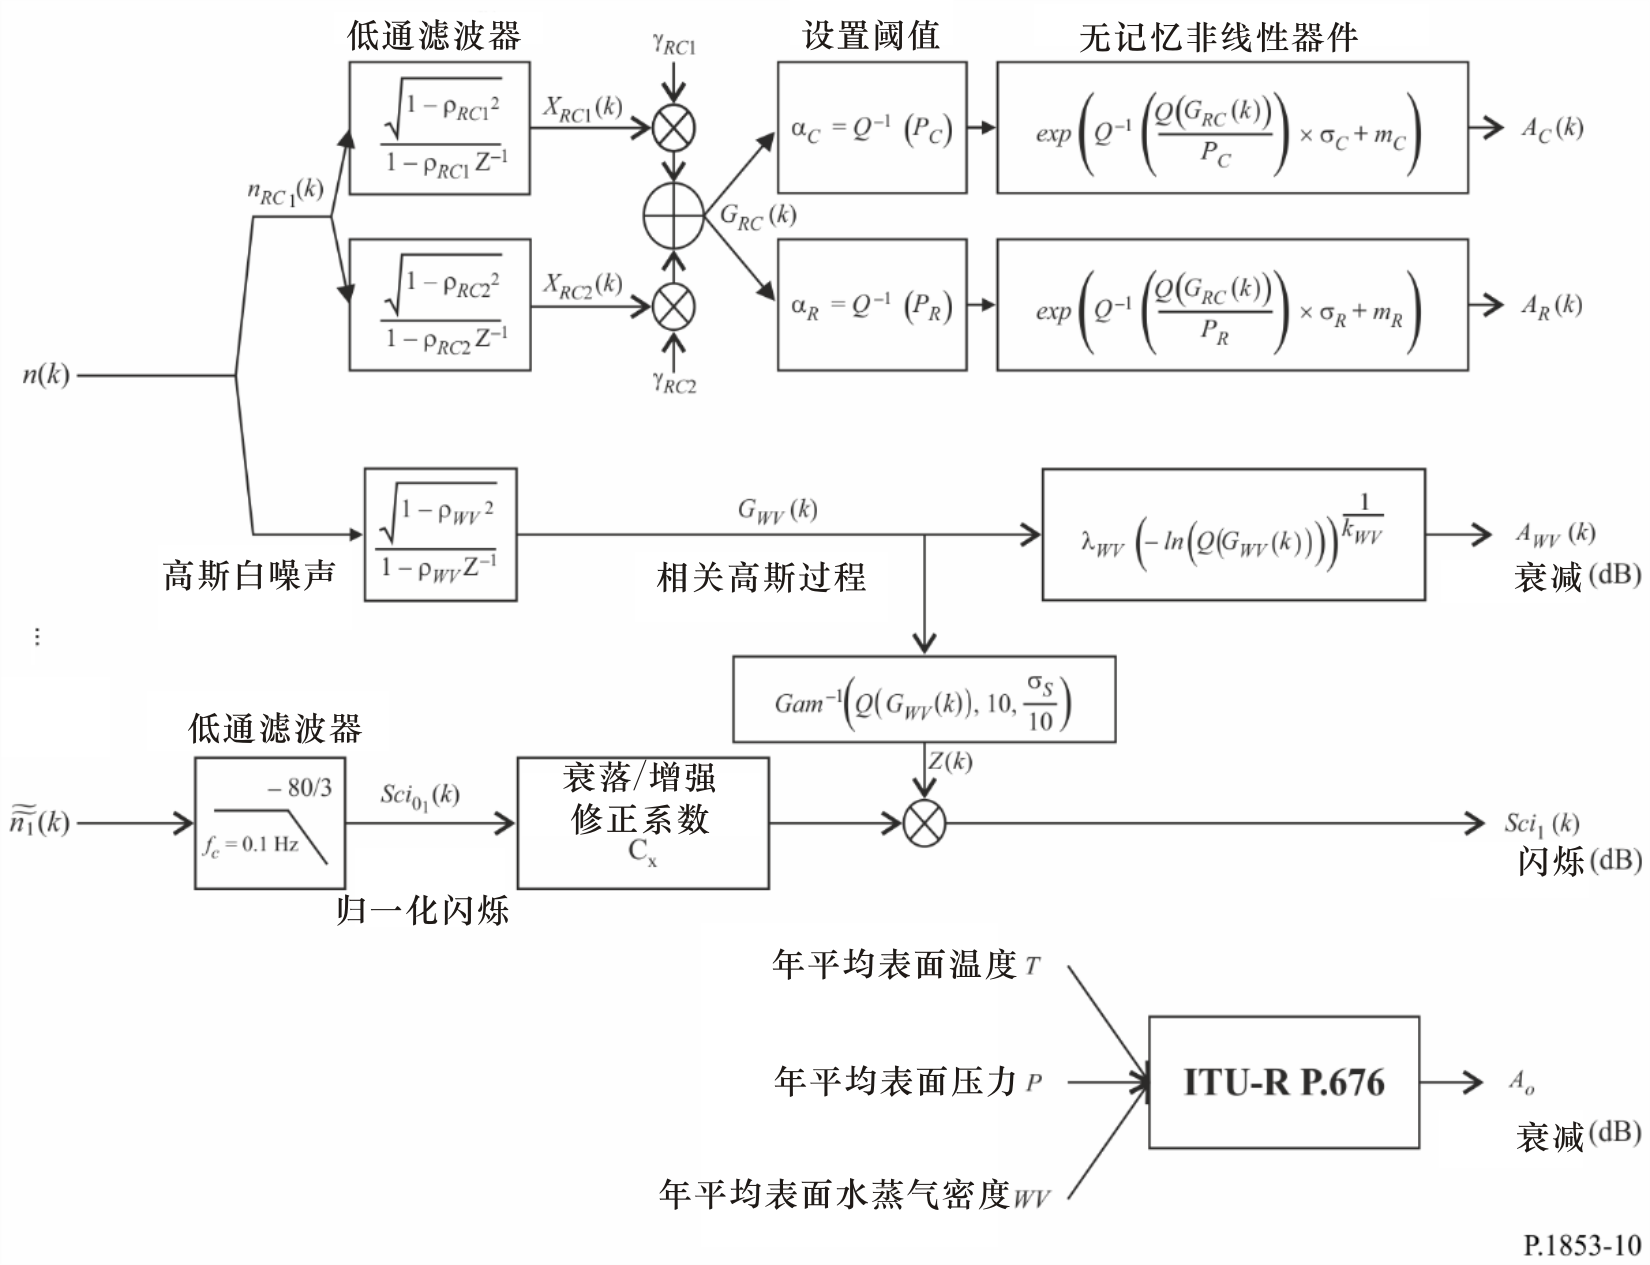 低通滤波器
γRC1
设置阈值
无记忆非线性器件
√(1 − ρRC1²) / (1 − ρRC1 Z⁻¹)
XRC1(k)
αC = Q⁻¹ (PC)
exp(Q⁻¹(Q(GRC(k))/PC) × σC + mC)
AC(k)
nRC1(k)
GRC(k)
√(1 − ρRC2²) / (1 − ρRC2 Z⁻¹)
XRC2(k)
αR = Q⁻¹ (PR)
exp(Q⁻¹(Q(GRC(k))/PR) × σR + mR)
AR(k)
γRC2
n(k)
高斯白噪声
√(1 − ρWV²) / (1 − ρWV Z⁻¹)
GWV(k)
相关高斯过程
λWV (− ln(Q(GWV(k))))^(1/kWV)
AWV(k)
衰减(dB)
⋮
Gam⁻¹(Q(GWV(k)), 10, σS/10)
Z(k)
低通滤波器
ñ̃1(k)
− 80/3
fc = 0.1 Hz
Sci01(k)
归一化闪烁
衰落/增强
修正系数
Cx
Sci1(k)
闪烁(dB)
年平均表面温度 T
年平均表面压力 P
ITU-R P.676
Ao
衰减(dB)
年平均表面水蒸气密度 WV
P.1853-10